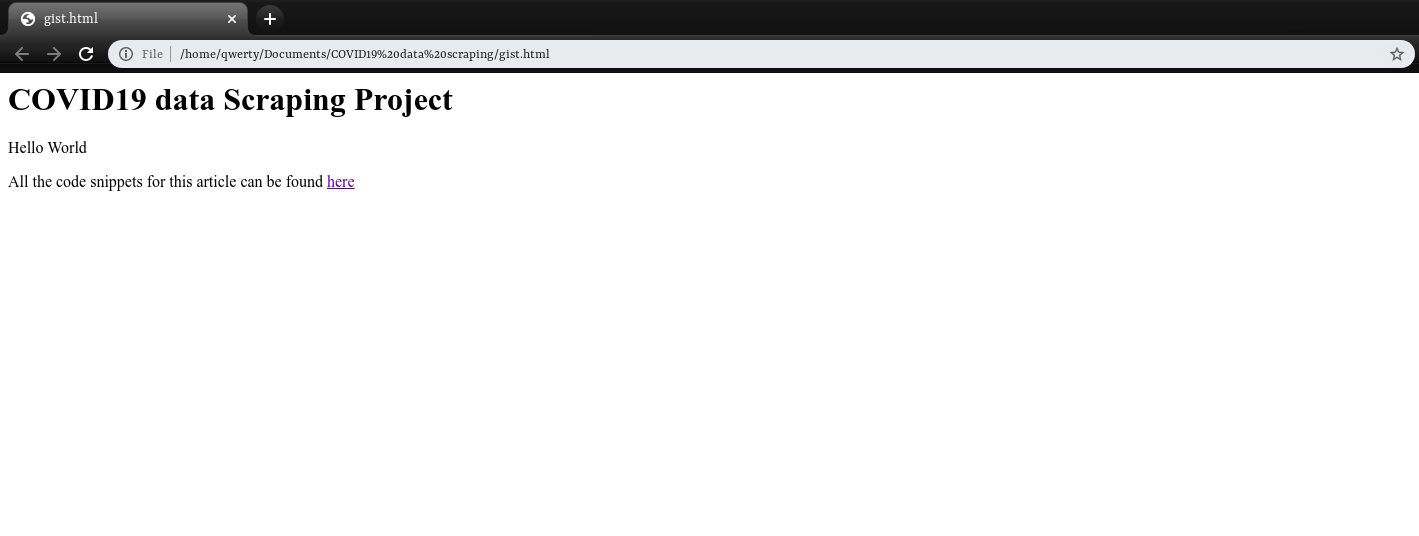 gist.html
File /home/qwerty/Documents/COVID19%20data%20scraping/gist.html
COVID19 data Scraping Project
Hello World
All the code snippets for this article can be found here